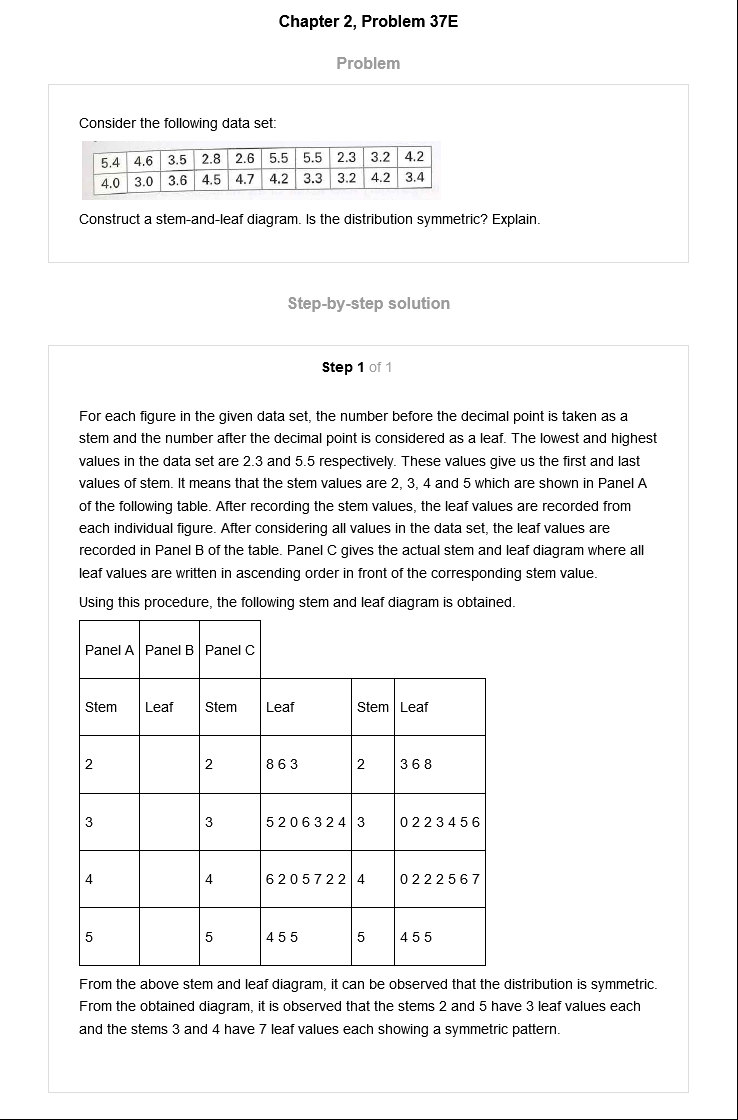 Chapter 2, Problem 37E
Problem
Consider the following data set:
5.4 4.6 3.5 2.8 2.6 5.5 5.5 2.3 3.2 4.2
4.0 3.0 3.6 4.5 4.7 4.2 3.3 3.2 4.2 3.4
Construct a stem-and-leaf diagram. Is the distribution symmetric? Explain.
Step-by-step solution
Step 1 of 1
For each figure in the given data set, the number before the decimal point is taken as a
stem and the number after the decimal point is considered as a leaf. The lowest and highest
values in the data set are 2.3 and 5.5 respectively. These values give us the first and last
values of stem. It means that the stem values are 2, 3, 4 and 5 which are shown in Panel A
of the following table. After recording the stem values, the leaf values are recorded from
each individual figure. After considering all values in the data set, the leaf values are
recorded in Panel B of the table. Panel C gives the actual stem and leaf diagram where all
leaf values are written in ascending order in front of the corresponding stem value.
Using this procedure, the following stem and leaf diagram is obtained.
Panel A Panel B Panel C
Stem Leaf Stem Leaf Stem Leaf
2 2 8 6 3 2 3 6 8
3 3 5 2 0 6 3 2 4 3 0 2 2 3 4 5 6
4 4 6 2 0 5 7 2 2 4 0 2 2 2 5 6 7
5 5 4 5 5 5 4 5 5
From the above stem and leaf diagram, it can be observed that the distribution is symmetric.
From the obtained diagram, it is observed that the stems 2 and 5 have 3 leaf values each
and the stems 3 and 4 have 7 leaf values each showing a symmetric pattern.